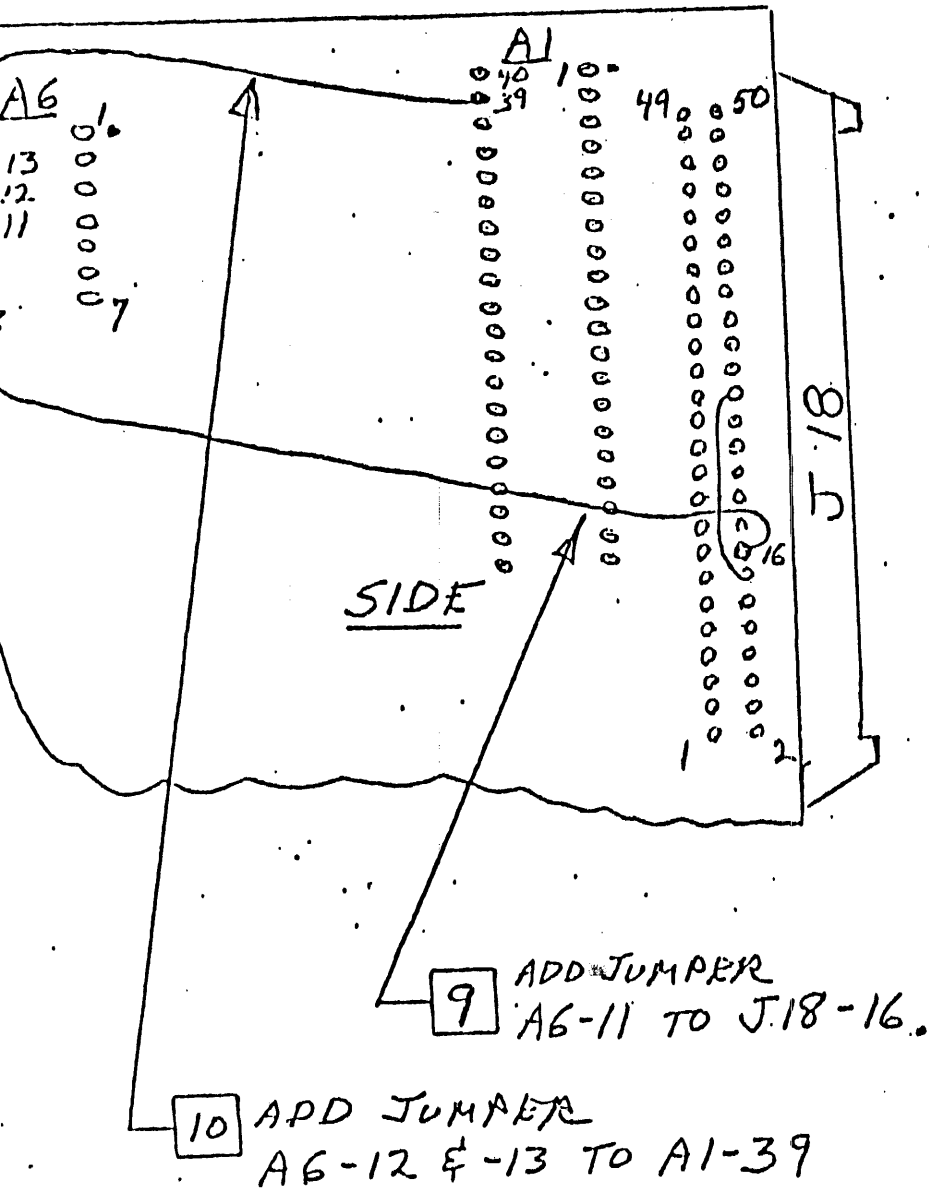 A1
40 1
39
49 50
A6
1
13
12
11
7
J18
16
SIDE
1 2
9 ADD JUMPER
A6-11 TO J18-16.
10 ADD JUMPER
A6-12 & -13 TO A1-39